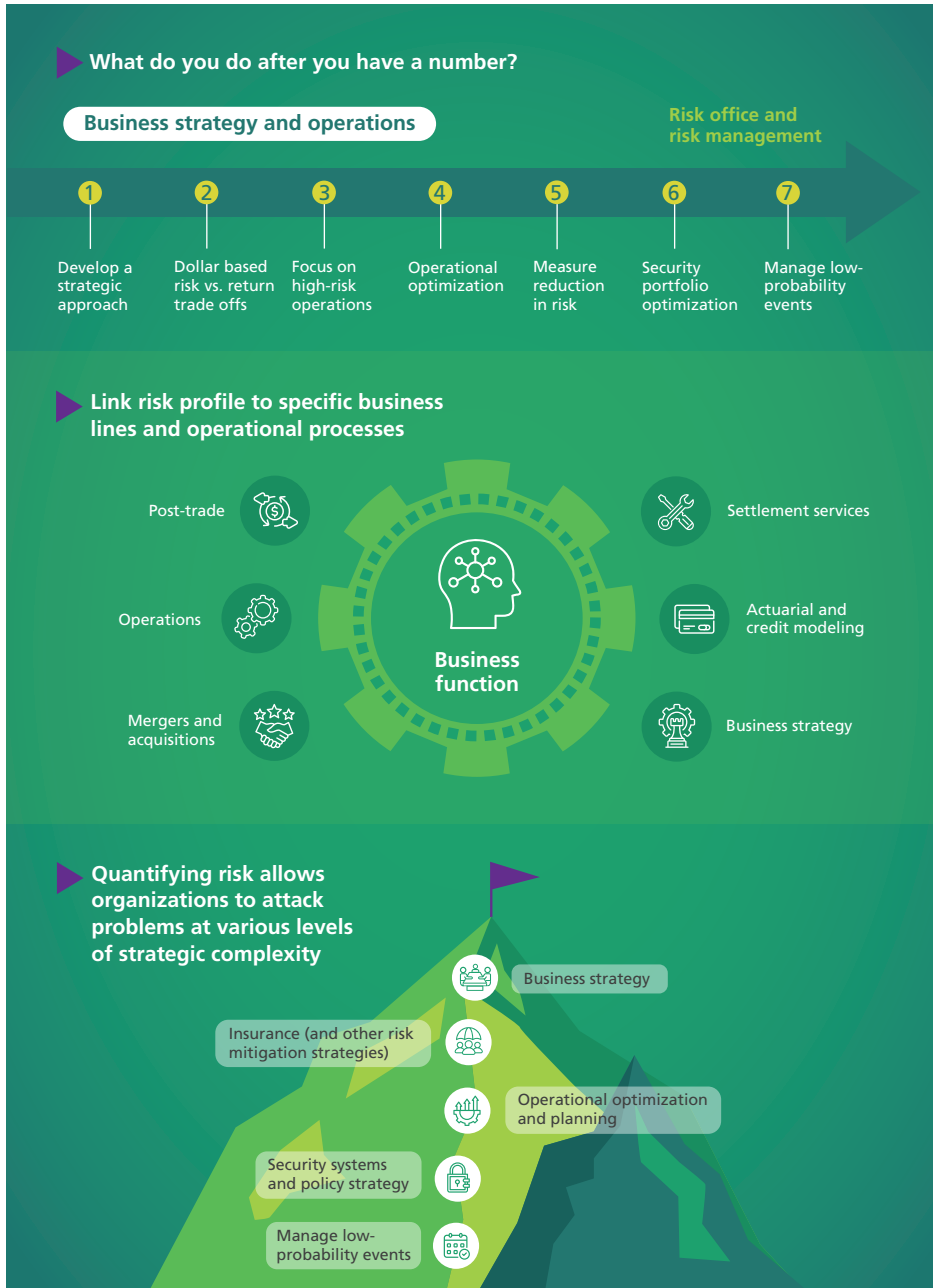 What do you do after you have a number?
Business strategy and operations
Risk office and
risk management
1
Develop a
strategic
approach
2
Dollar based
risk vs. return
trade offs
3
Focus on
high-risk
operations
4
Operational
optimization
5
Measure
reduction
in risk
6
Security
portfolio
optimization
7
Manage low-
probability
events
Link risk profile to specific business
lines and operational processes
Post-trade
$
Operations
Mergers and
acquisitions
Business
function
Settlement services
Actuarial and
credit modeling
Business strategy
Quantifying risk allows
organizations to attack
problems at various levels
of strategic complexity
Business strategy
Insurance (and other risk
mitigation strategies)
Operational optimization
and planning
Security systems
and policy strategy
Manage low-
probability events